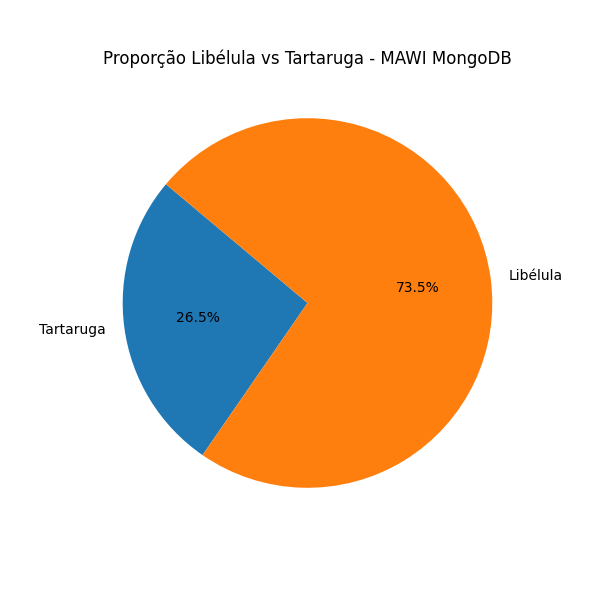 Proporção Libélula vs Tartaruga - MAWI MongoDB
Libélula
73.5%
26.5%
Tartaruga